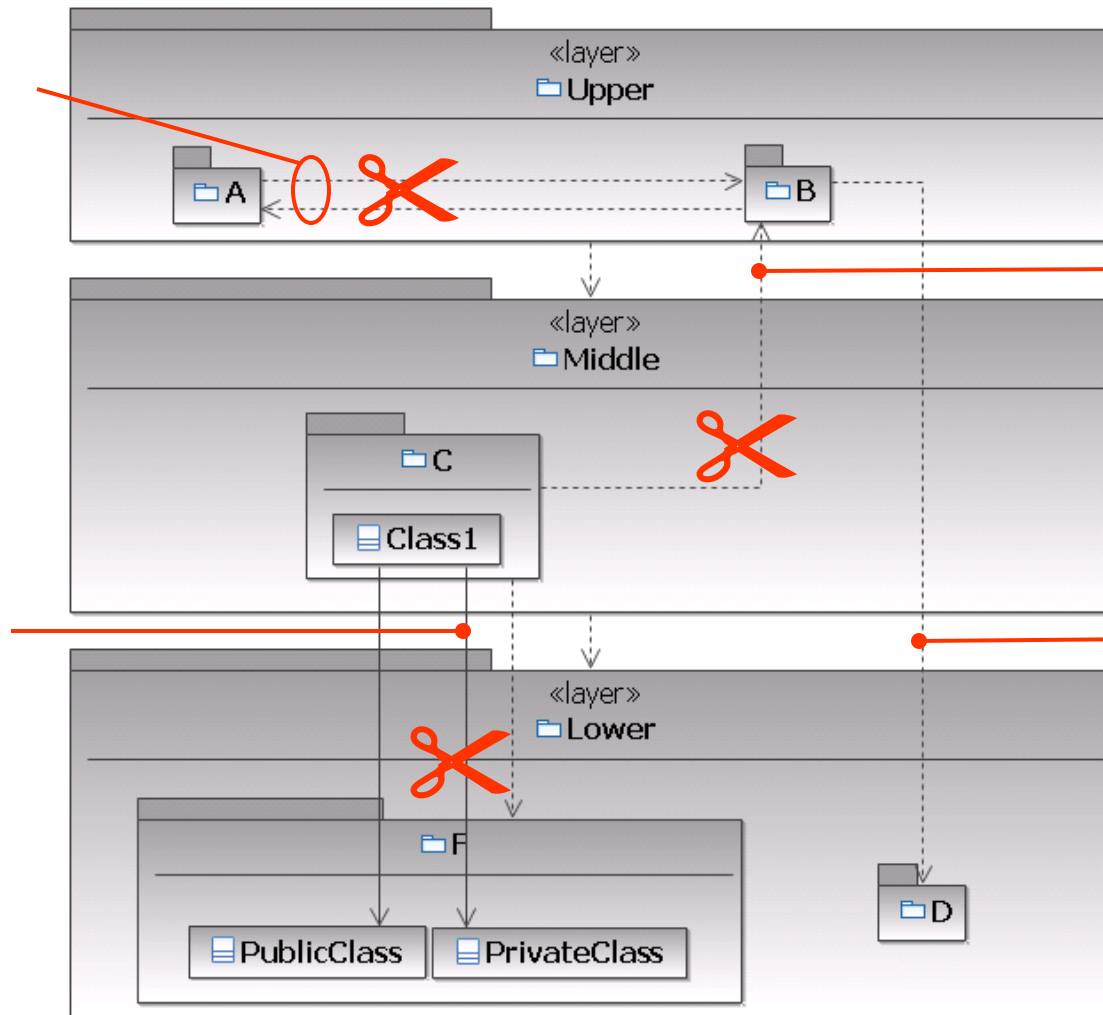 «layer»
Upper
A
B
«layer»
Middle
C
Class1
«layer»
Lower
F
D
PublicClass
PrivateClass